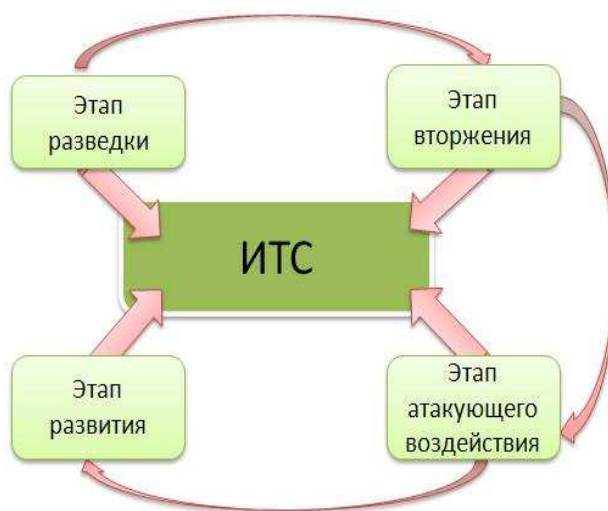 Этап
разведки
Этап
вторжения
ИТС
Этап
развития
Этап
атакующего
воздействия